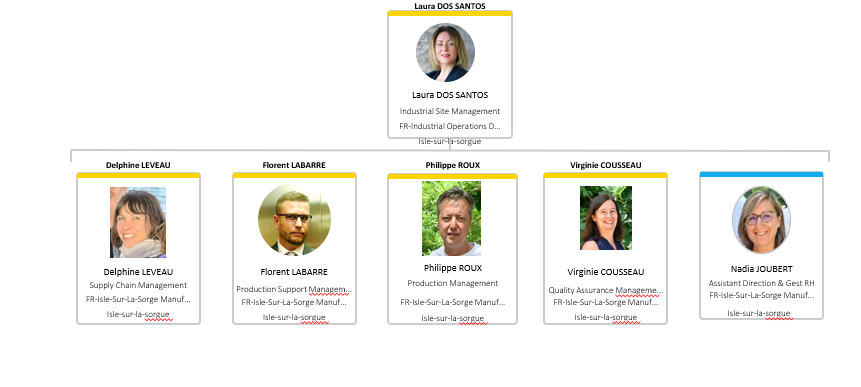 Laura DOS SANTOS
Laura DOS SANTOS
Industrial Site Management
FR-Industrial Operations D...
Isle-sur-la-sorgue
Delphine LEVEAU
Delphine LEVEAU
Supply Chain Management
FR-Isle-Sur-La-Sorge Manuf...
Isle-sur-la-sorgue
Florent LABARRE
Florent LABARRE
Production Support Managem...
FR-Isle-Sur-La-Sorge Manuf...
Isle-sur-la-sorgue
Philippe ROUX
Philippe ROUX
Production Management
FR-Isle-Sur-La-Sorge Manuf...
Isle-sur-la-sorgue
Virginie COUSSEAU
Virginie COUSSEAU
Quality Assurance Manageme...
FR-Isle-Sur-La-Sorge Manuf...
Isle-sur-la-sorgue
Nadia JOUBERT
Assistant Direction & Gest RH
FR-Isle-Sur-La-Sorge Manuf...
Isle-sur-la-sorgue